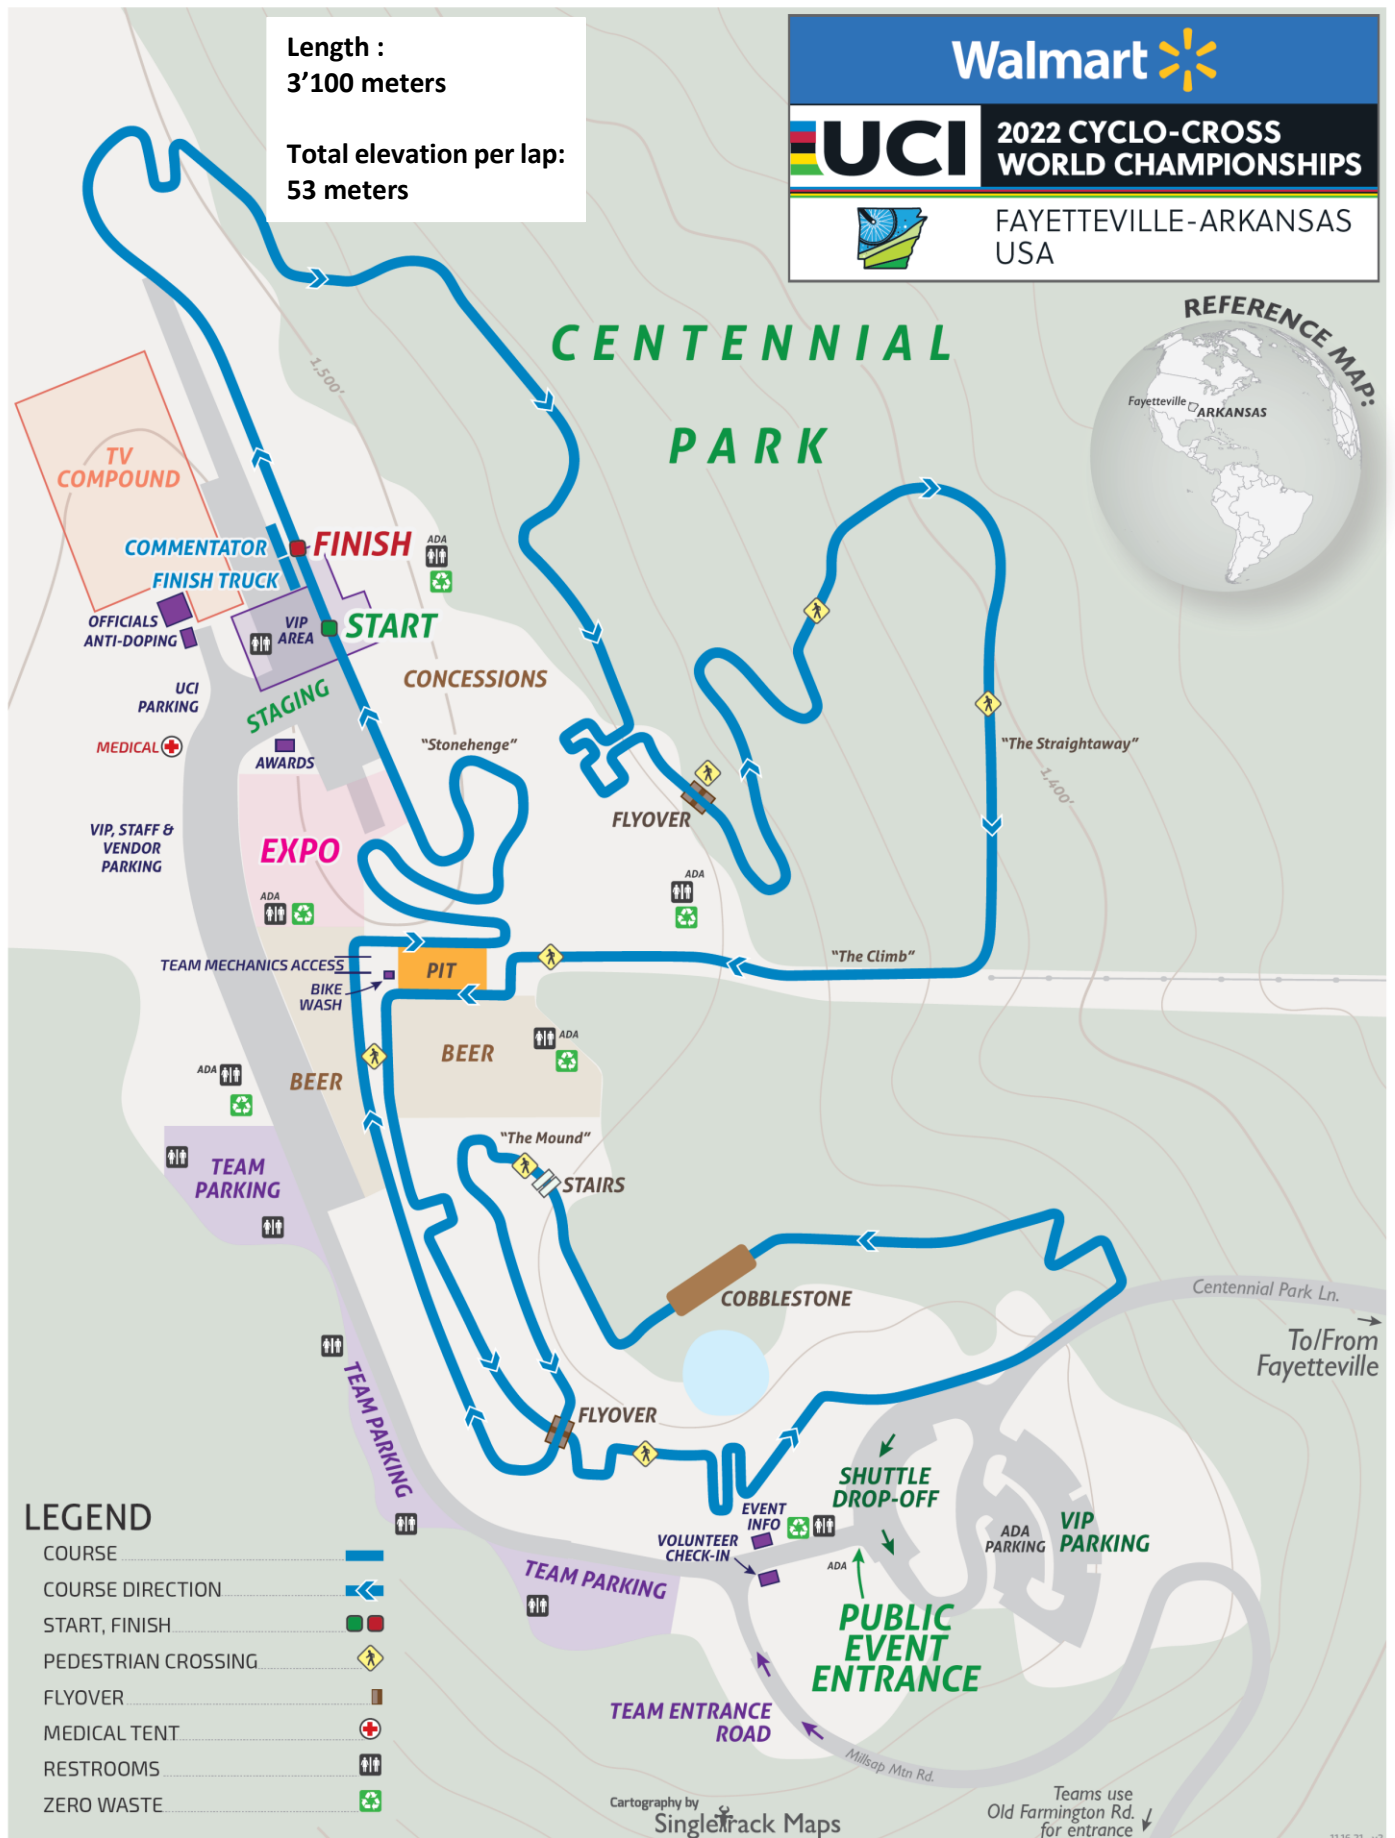 Length :
3'100 meters
Total elevation per lap:
53 meters
Walmart
UCI
2022 CYCLO-CROSS
WORLD CHAMPIONSHIPS
FAYETTEVILLE-ARKANSAS
USA
REFERENCE MAP:
Fayetteville
ARKANSAS
CENTENNIAL
PARK
1,500'
TV
COMPOUND
COMMENTATOR
FINISH
FINISH TRUCK
ADA
OFFICIALS
ANTI-DOPING
VIP
AREA
START
STAGING
CONCESSIONS
UCI
PARKING
MEDICAL
AWARDS
"Stonehenge"
"The Straightaway"
1,400'
FLYOVER
VIP, STAFF &
VENDOR
PARKING
EXPO
ADA
ADA
TEAM MECHANICS ACCESS
PIT
BIKE
WASH
"The Climb"
BEER
ADA
BEER
ADA
"The Mound"
STAIRS
TEAM
PARKING
COBBLESTONE
Centennial Park Ln.
To/From
Fayetteville
TEAM PARKING
FLYOVER
SHUTTLE
DROP-OFF
EVENT
INFO
VOLUNTEER
CHECK-IN
ADA
PARKING
VIP
PARKING
ADA
TEAM PARKING
PUBLIC
EVENT
ENTRANCE
TEAM ENTRANCE
ROAD
Millsap Mtn Rd.
LEGEND
COURSE
COURSE DIRECTION
START, FINISH
PEDESTRIAN CROSSING
FLYOVER
MEDICAL TENT
RESTROOMS
ZERO WASTE
Cartography by
Singletrack Maps
Teams use
Old Farmington Rd.
for entrance